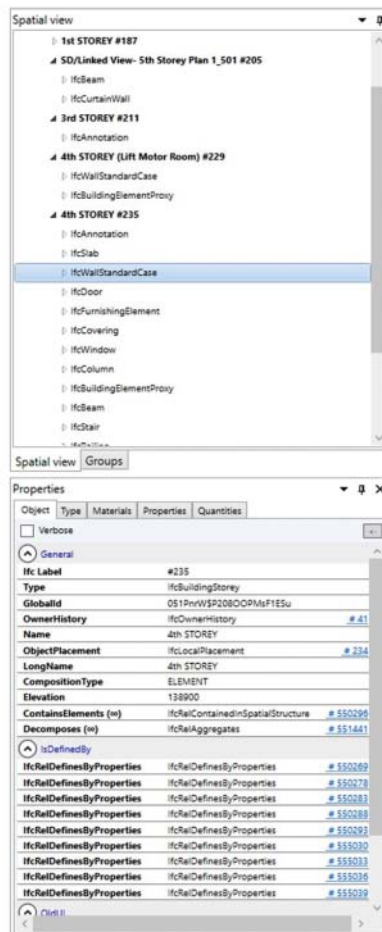 Spatial view
1st STOREY #187
SD/Linked View- 5th Storey Plan 1_501 #205
IfcBeam
IfcCurtainWall
3rd STOREY #211
IfcAnnotation
4th STOREY (Lift Motor Room) #229
IfcWallStandardCase
IfcBuildingElementProxy
4th STOREY #235
IfcAnnotation
IfcSlab
IfcWallStandardCase
IfcDoor
IfcFurnishingElement
IfcCovering
IfcWindow
IfcColumn
IfcBuildingElementProxy
IfcBeam
IfcStair
IfcRailing
Spatial view Groups
Properties
Object Type Materials Properties Quantities
Verbose
General
Ifc Label #235
Type IfcBuildingStorey
GlobalId
OwnerHistory IfcOwnerHistory # 41
Name 4th STOREY
ObjectPlacement IfcLocalPlacement # 234
LongName 4th STOREY
CompositionType ELEMENT
Elevation 138900
ContainsElements (∞) IfcRelContainedInSpatialStructure # 550296
Decomposes (∞) IfcRelAggregates # 551441
IsDefinedBy
IfcRelDefinesByProperties IfcRelDefinesByProperties # 550269
IfcRelDefinesByProperties IfcRelDefinesByProperties # 550278
IfcRelDefinesByProperties IfcRelDefinesByProperties # 550283
IfcRelDefinesByProperties IfcRelDefinesByProperties # 550288
IfcRelDefinesByProperties IfcRelDefinesByProperties # 550293
IfcRelDefinesByProperties IfcRelDefinesByProperties # 555030
IfcRelDefinesByProperties IfcRelDefinesByProperties # 555033
IfcRelDefinesByProperties IfcRelDefinesByProperties # 555036
IfcRelDefinesByProperties IfcRelDefinesByProperties # 555039